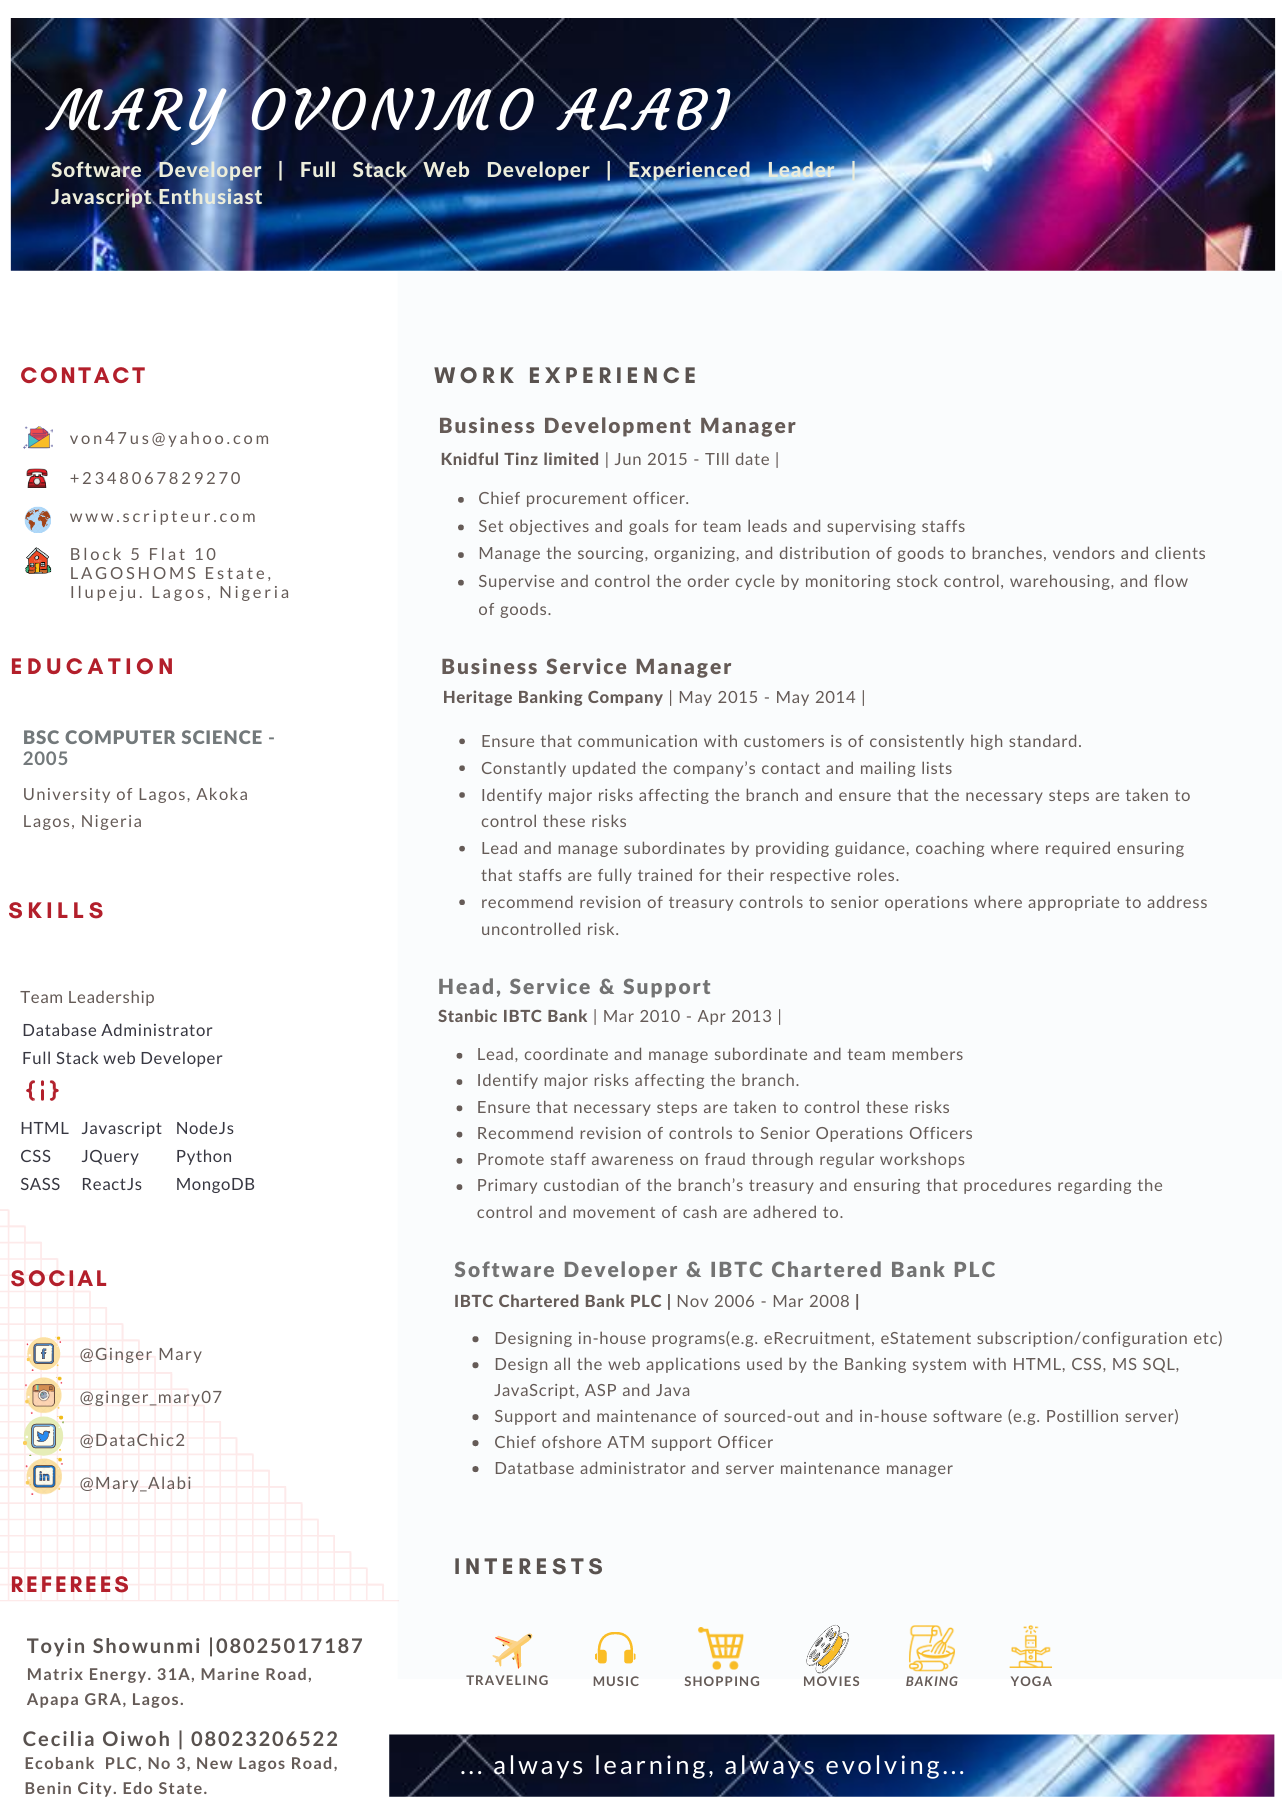 MARY OVONIMO ALABI
Software Developer | Full Stack Web Developer | Experienced Leader |
Javascript Enthusiast
CONTACT
von47us@yahoo.com
+2348067829270
www.scripteur.com
Block 5 Flat 10
LAGOSHOMS Estate,
Ilupeju. Lagos, Nigeria
EDUCATION
BSC COMPUTER SCIENCE -
2005
University of Lagos, Akoka
Lagos, Nigeria
SKILLS
Team Leadership
Database Administrator
Full Stack web Developer
{¡}
HTML Javascript NodeJs
CSS JQuery Python
SASS ReactJs MongoDB
SOCIAL
f @Ginger Mary
@ginger_mary07
@DataChic2
in @Mary_Alabi
REFEREES
Toyin Showunmi |08025017187
Matrix Energy. 31A, Marine Road,
Apapa GRA, Lagos.
Cecilia Oiwoh | 08023206522
Ecobank PLC, No 3, New Lagos Road,
Benin City. Edo State.
WORK EXPERIENCE
Business Development Manager
Knidful Tinz limited | Jun 2015 - TIll date |
• Chief procurement officer.
• Set objectives and goals for team leads and supervising staffs
• Manage the sourcing, organizing, and distribution of goods to branches, vendors and clients
• Supervise and control the order cycle by monitoring stock control, warehousing, and flow
of goods.
Business Service Manager
Heritage Banking Company | May 2015 - May 2014 |
• Ensure that communication with customers is of consistently high standard.
• Constantly updated the company’s contact and mailing lists
• Identify major risks affecting the branch and ensure that the necessary steps are taken to
control these risks
• Lead and manage subordinates by providing guidance, coaching where required ensuring
that staffs are fully trained for their respective roles.
• recommend revision of treasury controls to senior operations where appropriate to address
uncontrolled risk.
Head, Service & Support
Stanbic IBTC Bank | Mar 2010 - Apr 2013 |
• Lead, coordinate and manage subordinate and team members
• Identify major risks affecting the branch.
• Ensure that necessary steps are taken to control these risks
• Recommend revision of controls to Senior Operations Officers
• Promote staff awareness on fraud through regular workshops
• Primary custodian of the branch’s treasury and ensuring that procedures regarding the
control and movement of cash are adhered to.
Software Developer & IBTC Chartered Bank PLC
IBTC Chartered Bank PLC | Nov 2006 - Mar 2008 |
• Designing in-house programs(e.g. eRecruitment, eStatement subscription/configuration etc)
• Design all the web applications used by the Banking system with HTML, CSS, MS SQL,
JavaScript, ASP and Java
• Support and maintenance of sourced-out and in-house software (e.g. Postillion server)
• Chief ofshore ATM support Officer
• Datatbase administrator and server maintenance manager
INTERESTS
TRAVELING MUSIC SHOPPING MOVIES BAKING YOGA
... always learning, always evolving...